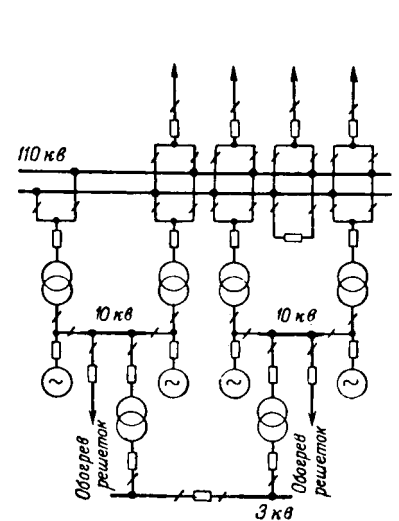 110 кв
10 кв
10 кв
~
~
~
~
Обогрев
решеток
Обогрев
решеток
3 кв